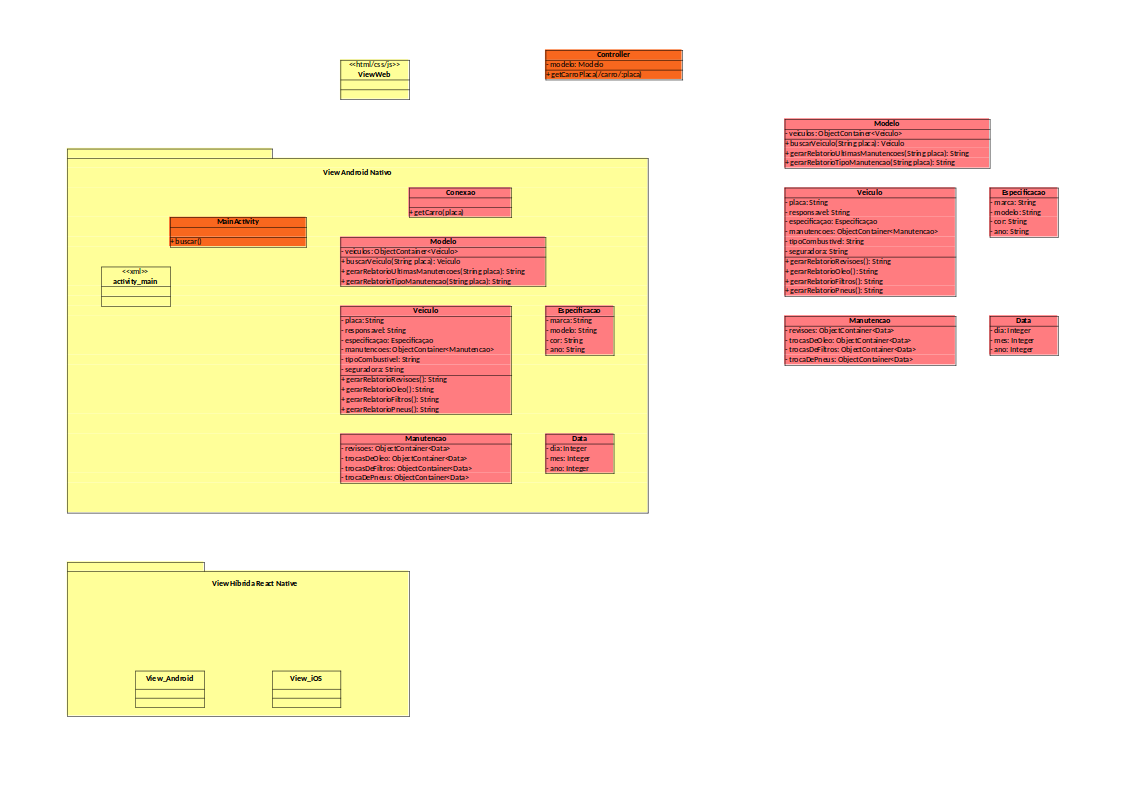 <<html/css/js>>
ViewWeb
Controller
- modelo: Modelo
+ getCarroPlaca(/carro/:placa)
Modelo
- veiculos: ObjectContainer<Veiculo>
+ buscarVeiculo(String placa): Veiculo
+ gerarRelatorioUltimasManutencoes(String placa): String
+ gerarRelatorioTipoManutencao(String placa): String
Veiculo
- placa: String
- responsavel: String
- especificaçao: Especificaçao
- manutencoes: ObjectContainer<Manutencao>
- tipoCombustivel: String
- seguradora: String
+ gerarRelatorioRevisoes(): String
+ gerarRelatorioOleo(): String
+ gerarRelatorioFiltros(): String
+ gerarRelatorioPneus(): String
Especificacao
- marca: String
- modelo: String
- cor: String
- ano: String
Manutencao
- revisoes: ObjectContainer<Data>
- trocasDeOleo: ObjectContainer<Data>
- trocasDeFiltros: ObjectContainer<Data>
- trocasDePneus: ObjectContainer<Data>
Data
- dia: Integer
- mes: Integer
- ano: Integer
View Android Nativo
Conexao
+ getCarro(placa)
MainActivity
+ buscar()
<<xml>>
activity_main
Modelo
- veiculos: ObjectContainer<Veiculo>
+ buscarVeiculo(String placa): Veiculo
+ gerarRelatorioUltimasManutencoes(String placa): String
+ gerarRelatorioTipoManutencao(String placa): String
Veiculo
- placa: String
- responsavel: String
- especificaçao: Especificaçao
- manutencoes: ObjectContainer<Manutencao>
- tipoCombustivel: String
- seguradora: String
+ gerarRelatorioRevisoes(): String
+ gerarRelatorioOleo(): String
+ gerarRelatorioFiltros(): String
+ gerarRelatorioPneus(): String
Especificacao
- marca: String
- modelo: String
- cor: String
- ano: String
Manutencao
- revisoes: ObjectContainer<Data>
- trocasDeOleo: ObjectContainer<Data>
- trocasDeFiltros: ObjectContainer<Data>
- trocaDePneus: ObjectContainer<Data>
Data
- dia: Integer
- mes: Integer
- ano: Integer
View Híbrida React Native
View_Android
View_iOS